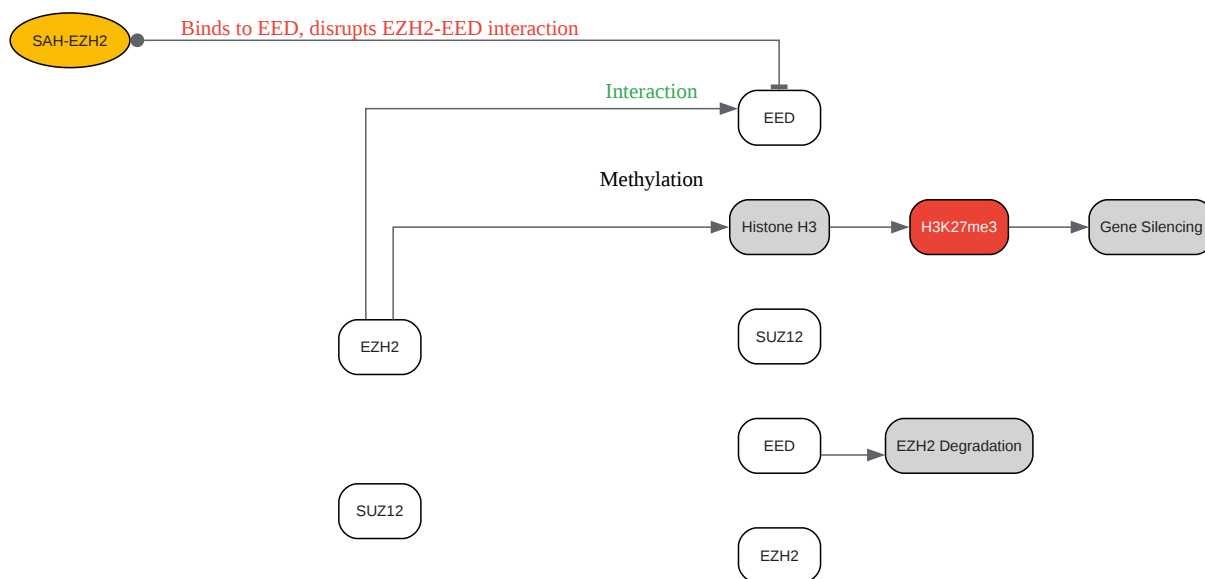 SAH-EZH2
Binds to EED, disrupts EZH2-EED interaction
Interaction
EED
Methylation
Histone H3
H3K27me3
Gene Silencing
EZH2
SUZ12
EED
EZH2 Degradation
SUZ12
EZH2